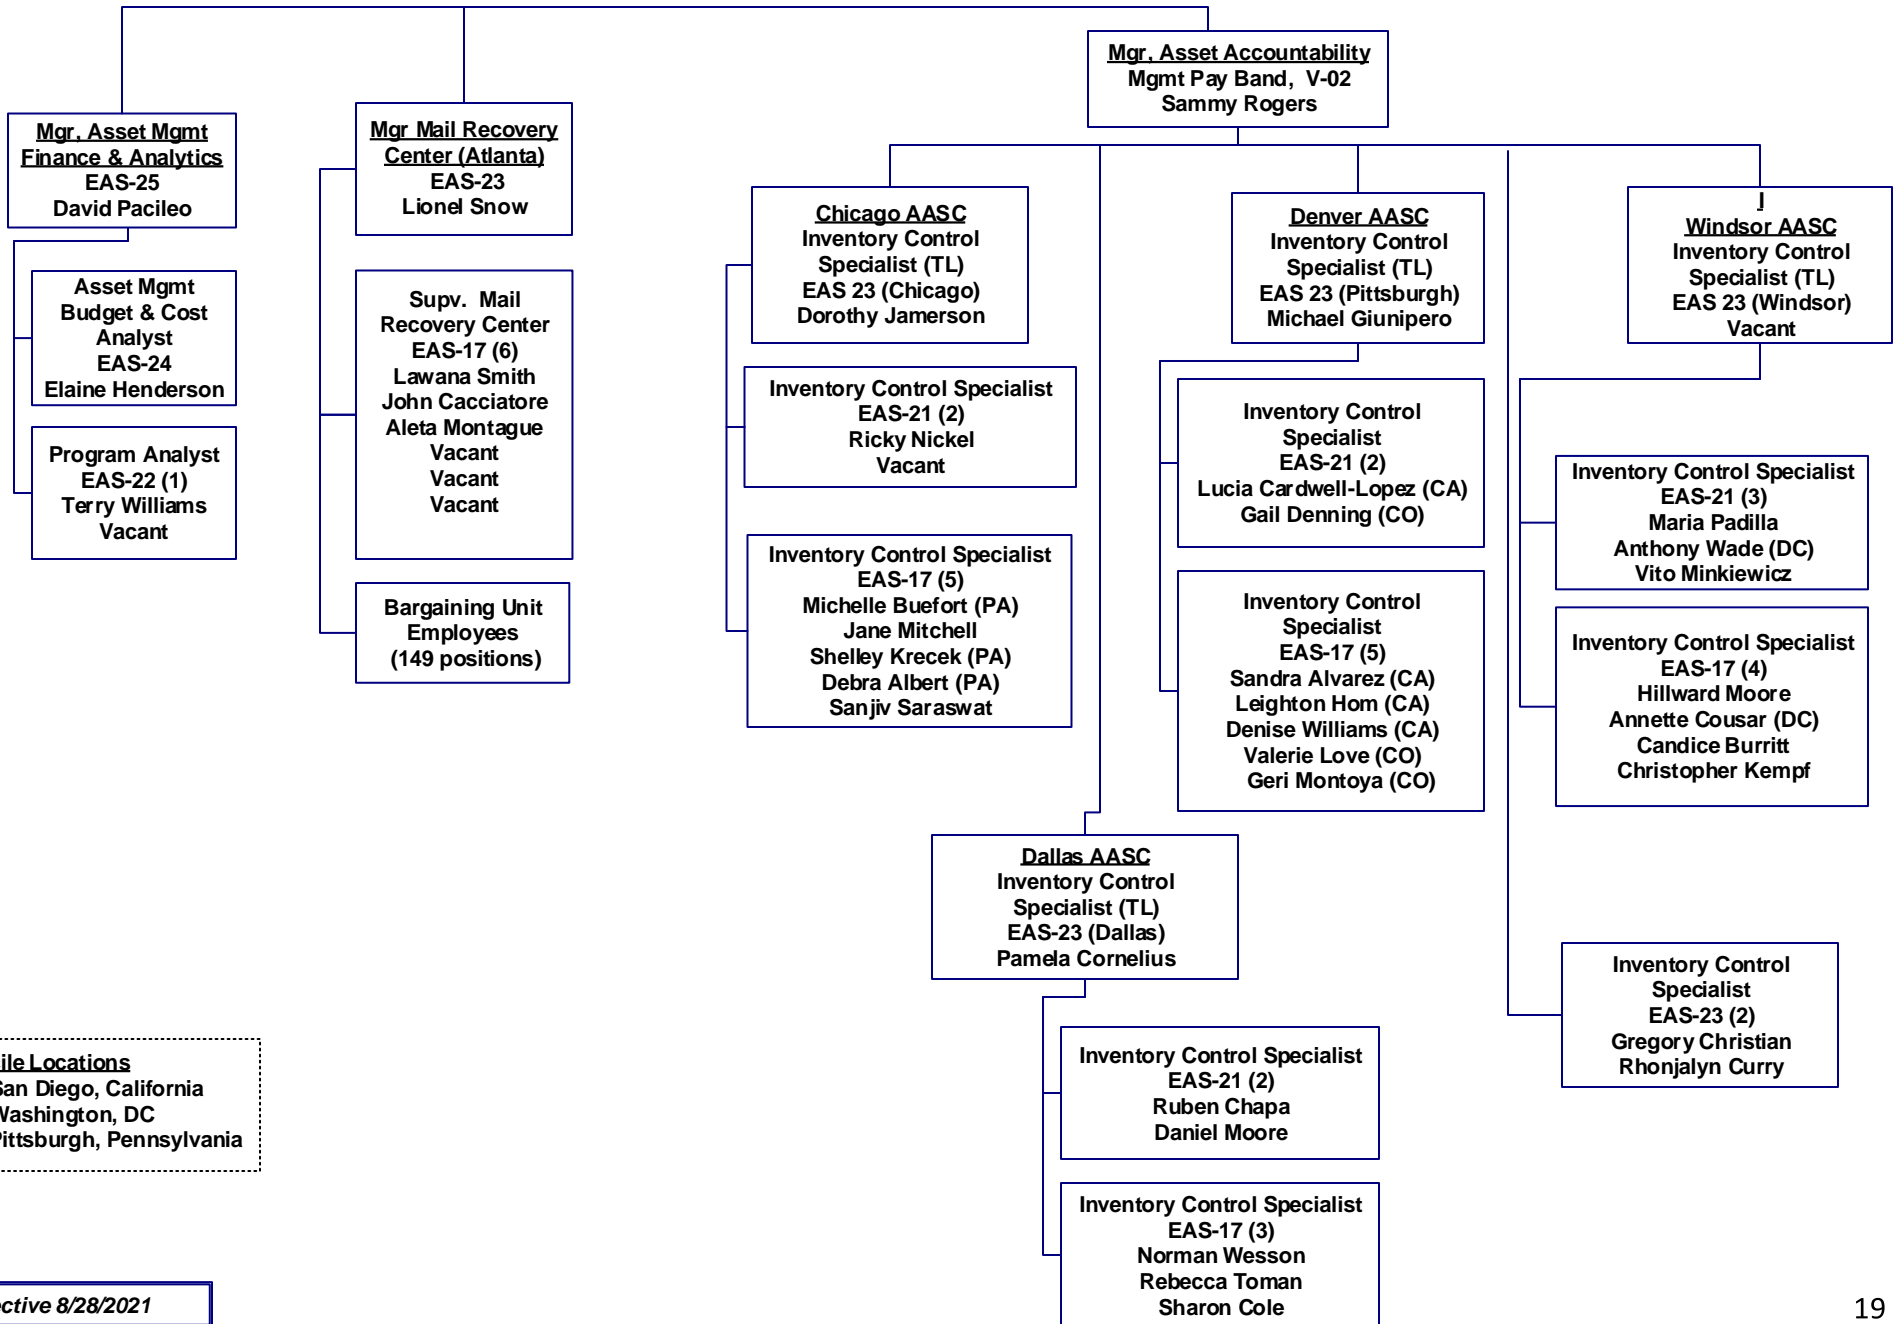 Mgr, Asset Accountability
Mgmt Pay Band, V-02
Sammy Rogers
Mgr, Asset Mgmt
Finance & Analytics
EAS-25
David Pacileo
Asset Mgmt
Budget & Cost
Analyst
EAS-24
Elaine Henderson
Program Analyst
EAS-22 (1)
Terry Williams
Vacant
Mgr Mail Recovery
Center (Atlanta)
EAS-23
Lionel Snow
Supv. Mail
Recovery Center
EAS-17 (6)
Lawana Smith
John Cacciatore
Aleta Montague
Vacant
Vacant
Vacant
Bargaining Unit
Employees
(149 positions)
Chicago AASC
Inventory Control
Specialist (TL)
EAS 23 (Chicago)
Dorothy Jamerson
Inventory Control Specialist
EAS-21 (2)
Ricky Nickel
Vacant
Inventory Control Specialist
EAS-17 (5)
Michelle Buefort (PA)
Jane Mitchell
Shelley Krecek (PA)
Debra Albert (PA)
Sanjiv Saraswat
Denver AASC
Inventory Control
Specialist (TL)
EAS 23 (Pittsburgh)
Michael Giunipero
Inventory Control
Specialist
EAS-21 (2)
Lucia Cardwell-Lopez (CA)
Gail Denning (CO)
Inventory Control
Specialist
EAS-17 (5)
Sandra Alvarez (CA)
Leighton Hom (CA)
Denise Williams (CA)
Valerie Love (CO)
Geri Montoya (CO)
I
Windsor AASC
Inventory Control
Specialist (TL)
EAS 23 (Windsor)
Vacant
Inventory Control Specialist
EAS-21 (3)
Maria Padilla
Anthony Wade (DC)
Vito Minkiewicz
Inventory Control Specialist
EAS-17 (4)
Hillward Moore
Annette Cousar (DC)
Candice Burritt
Christopher Kempf
Dallas AASC
Inventory Control
Specialist (TL)
EAS-23 (Dallas)
Pamela Cornelius
Inventory Control Specialist
EAS-21 (2)
Ruben Chapa
Daniel Moore
Inventory Control Specialist
EAS-17 (3)
Norman Wesson
Rebecca Toman
Sharon Cole
Inventory Control
Specialist
EAS-23 (2)
Gregory Christian
Rhonjalyn Curry
ile Locations
San Diego, California
Washington, DC
Pittsburgh, Pennsylvania
ective 8/28/2021
19